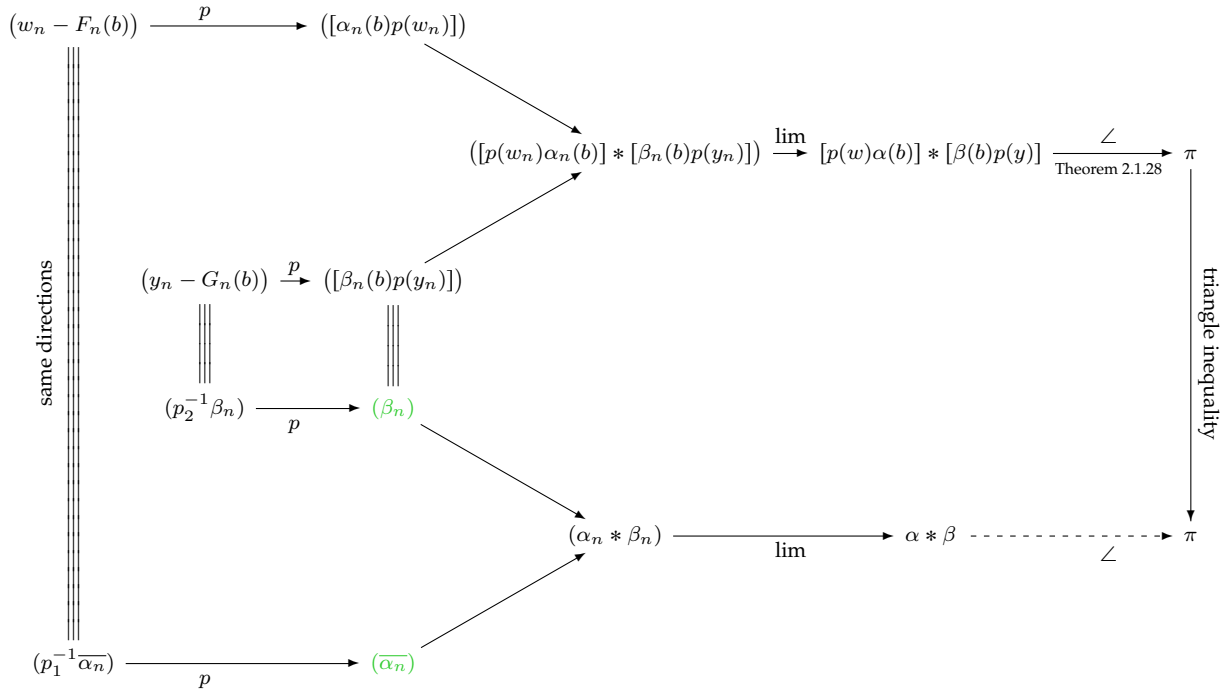 (w_n − F_n(b)) p ([α_n(b)p(w_n)])
([p(w_n)α_n(b)] ∗ [β_n(b)p(y_n)]) lim [p(w)α(b)] ∗ [β(b)p(y)] ∠ Theorem 2.1.28 π
same directions
(y_n − G_n(b)) p ([β_n(b)p(y_n)])
triangle inequality
(p_2^{-1}β_n) p (β_n)
(α_n ∗ β_n) lim α ∗ β ∠ π
(p_1^{-1}\overline{α_n}) p (\overline{α_n})